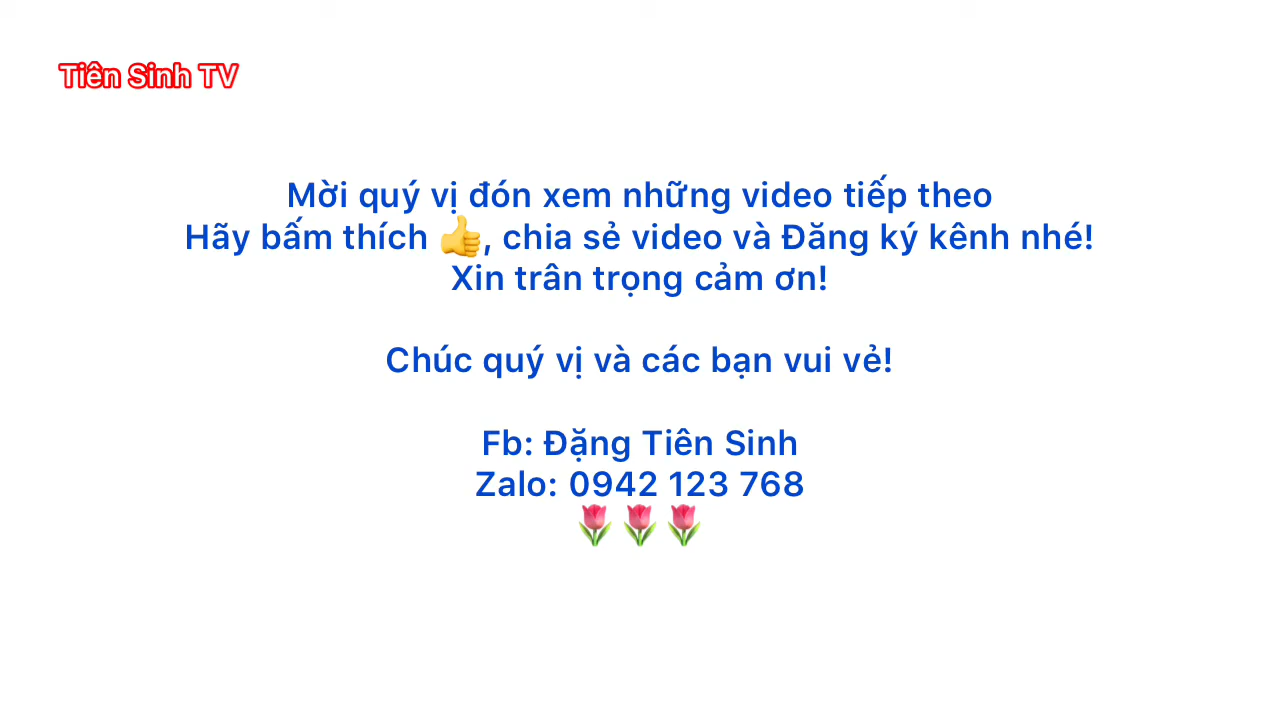 Tiên Sinh TV
Mời quý vị đón xem những video tiếp theo
Hãy bấm thích 👍, chia sẻ video và Đăng ký kênh nhé!
Xin trân trọng cảm ơn!
Chúc quý vị và các bạn vui vẻ!
Fb: Đặng Tiên Sinh
Zalo: 0942 123 768
🌷🌷🌷